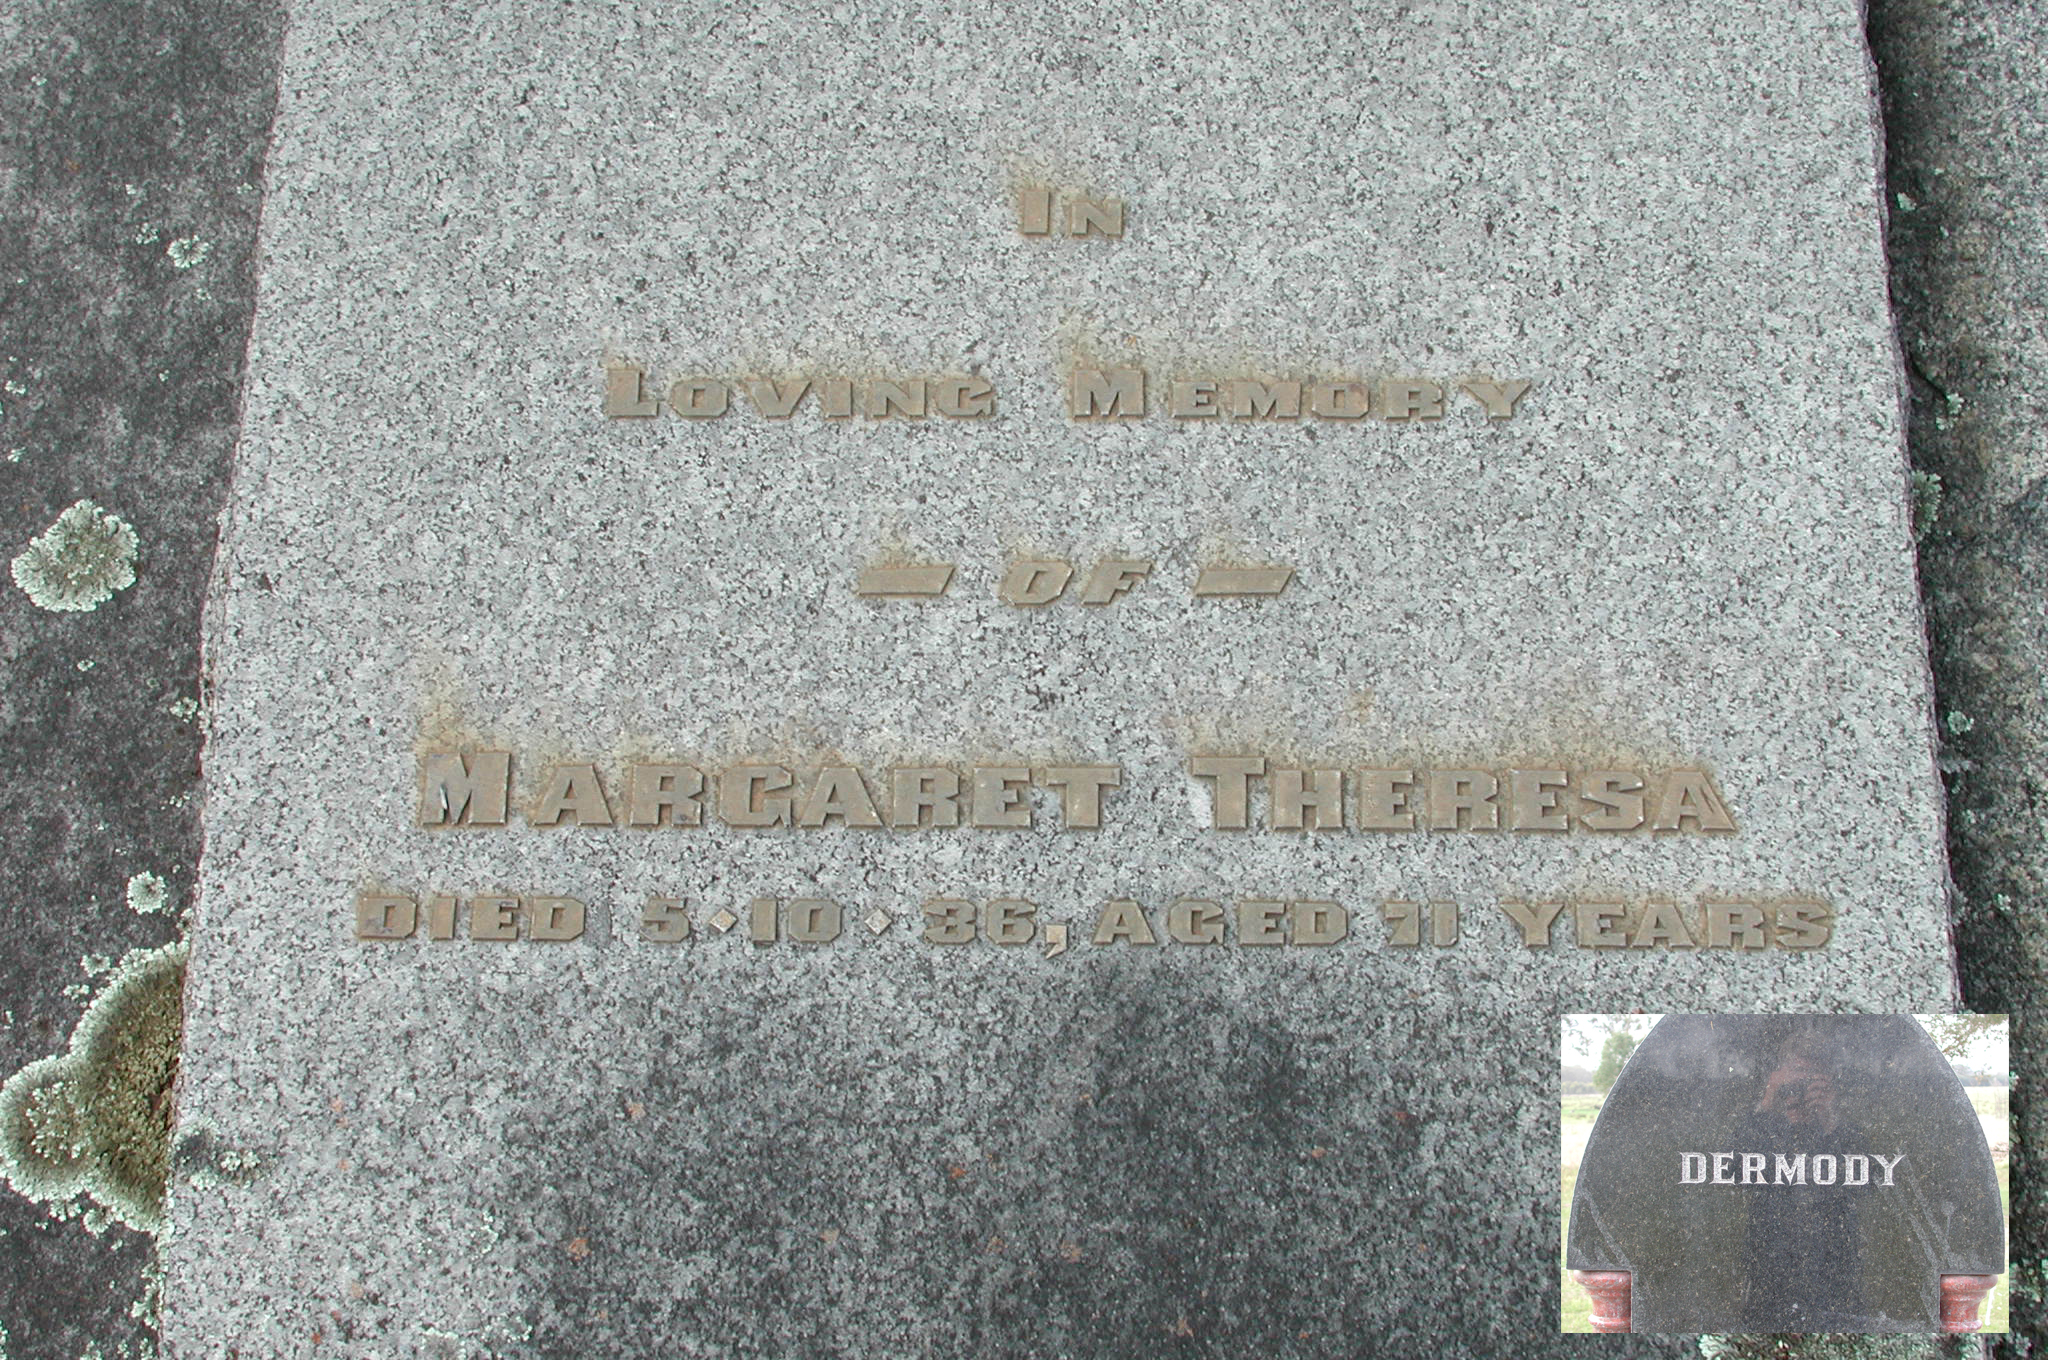 In
Loving Memory
— OF —
Margaret Theresa
DIED 5·10·36, AGED 71 YEARS
DERMODY